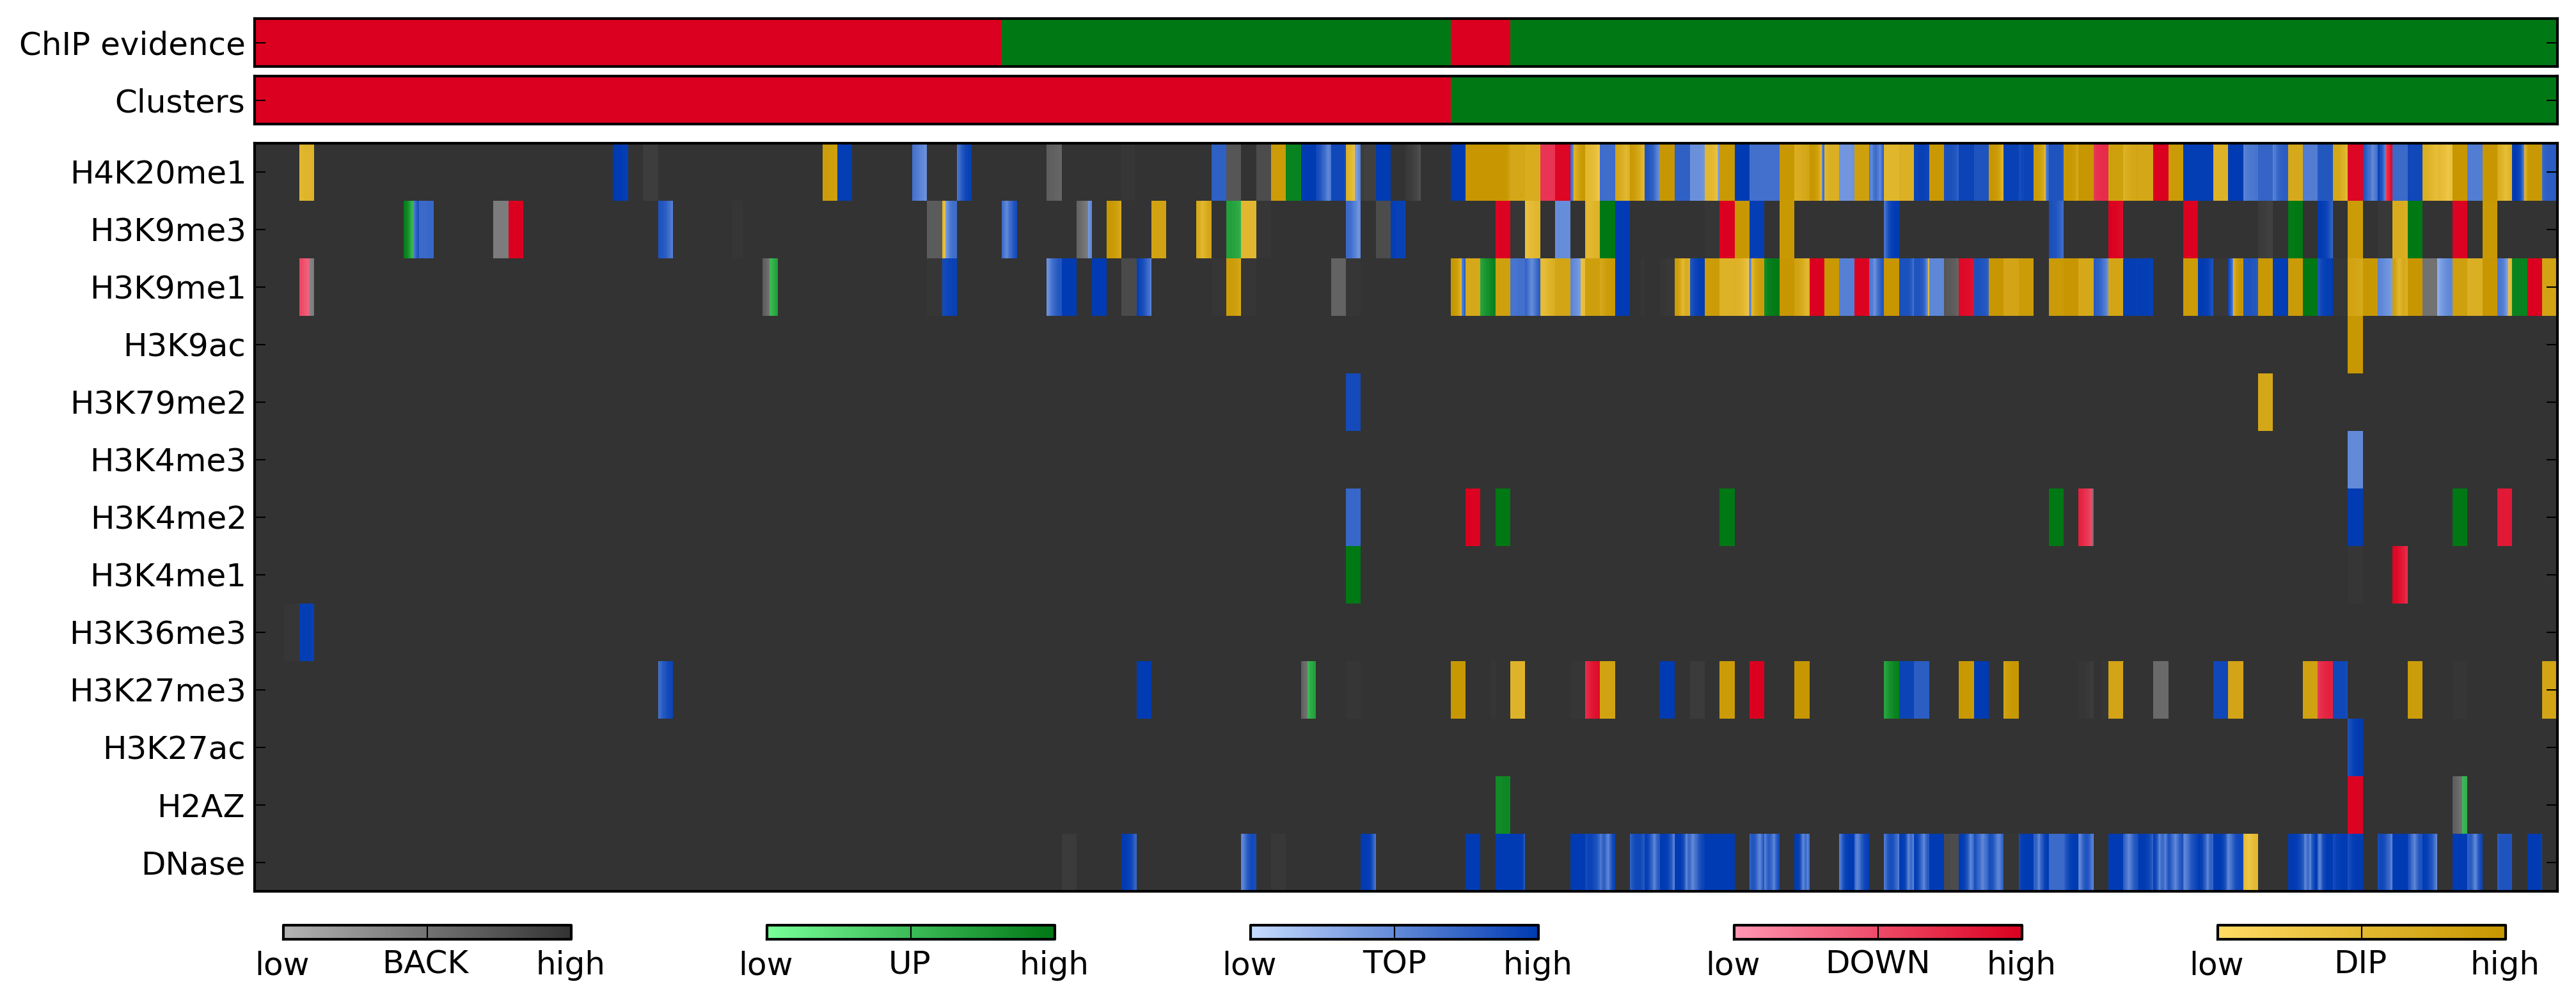 ChIP evidence
Clusters
H4K20me1
H3K9me3
H3K9me1
H3K9ac
H3K79me2
H3K4me3
H3K4me2
H3K4me1
H3K36me3
H3K27me3
H3K27ac
H2AZ
DNase
low BACK high low UP high low TOP high low DOWN high low DIP high